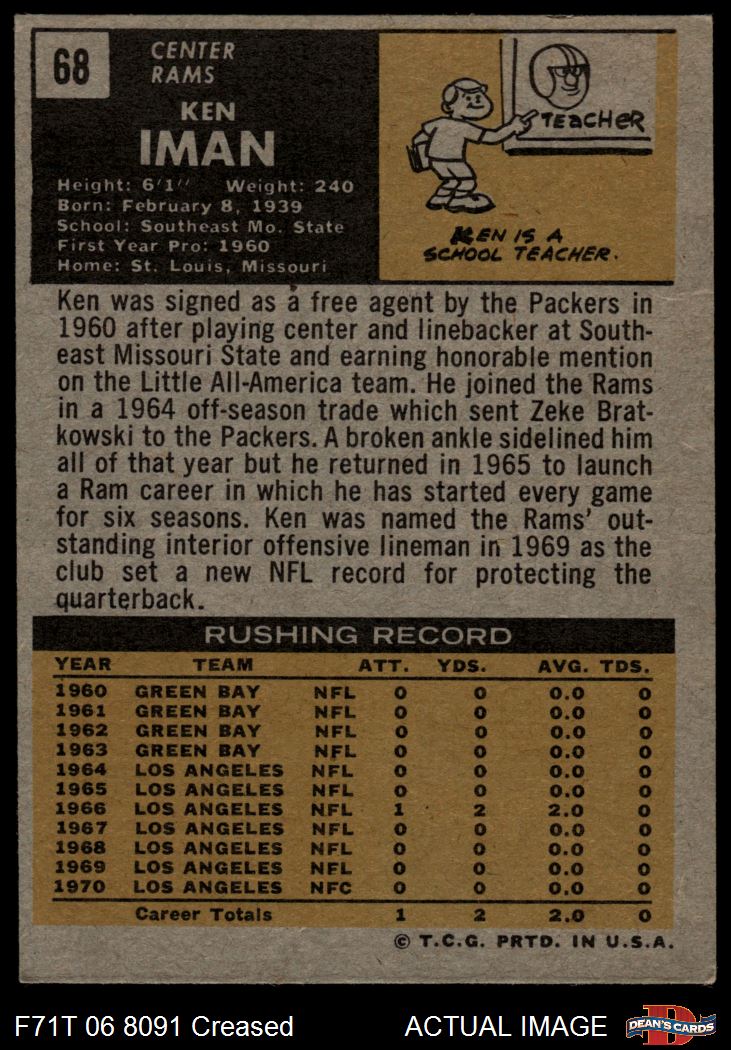 68
CENTER
RAMS
KEN
IMAN
Height: 6'1" Weight: 240
Born: February 8, 1939
School: Southeast Mo. State
First Year Pro: 1960
Home: St. Louis, Missouri
TEACHER
KEN IS A
SCHOOL TEACHER.
Ken was signed as a free agent by the Packers in
1960 after playing center and linebacker at South-
east Missouri State and earning honorable mention
on the Little All-America team. He joined the Rams
in a 1964 off-season trade which sent Zeke Brat-
kowski to the Packers. A broken ankle sidelined him
all of that year but he returned in 1965 to launch
a Ram career in which he has started every game
for six seasons. Ken was named the Rams' out-
standing interior offensive lineman in 1969 as the
club set a new NFL record for protecting the
quarterback.
RUSHING RECORD
YEAR TEAM ATT. YDS. AVG. TDS.
1960 GREEN BAY NFL 0 0 0.0 0
1961 GREEN BAY NFL 0 0 0.0 0
1962 GREEN BAY NFL 0 0 0.0 0
1963 GREEN BAY NFL 0 0 0.0 0
1964 LOS ANGELES NFL 0 0 0.0 0
1965 LOS ANGELES NFL 0 0 0.0 0
1966 LOS ANGELES NFL 1 2 2.0 0
1967 LOS ANGELES NFL 0 0 0.0 0
1968 LOS ANGELES NFL 0 0 0.0 0
1969 LOS ANGELES NFL 0 0 0.0 0
1970 LOS ANGELES NFC 0 0 0.0 0
Career Totals 1 2 2.0 0
© T.C.G. PRTD. IN U.S.A.
F71T 06 8091 Creased ACTUAL IMAGE
D
DEAN'S CARDS